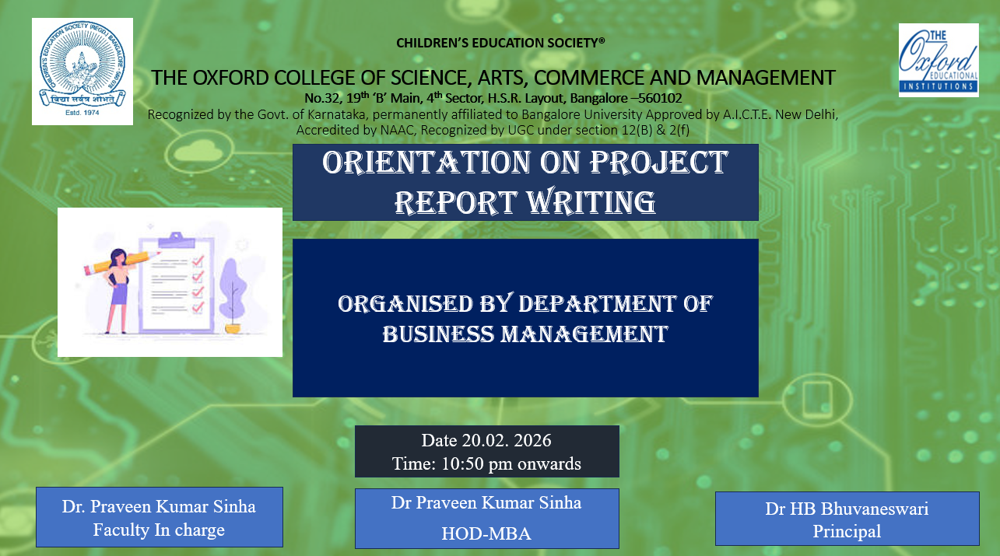 CHILDREN'S EDUCATION SOCIETY (REGD.) BANGALORE
विद्या सर्वत्र शोभते
Estd. 1974
CHILDREN'S EDUCATION SOCIETY®
THE OXFORD COLLEGE OF SCIENCE, ARTS, COMMERCE AND MANAGEMENT
No.32, 19th 'B' Main, 4th Sector, H.S.R. Layout, Bangalore –560102
Recognized by the Govt. of Karnataka, permanently affiliated to Bangalore University Approved by A.I.C.T.E. New Delhi,
Accredited by NAAC, Recognized by UGC under section 12(B) & 2(f)
THE
Oxford
EDUCATIONAL
INSTITUTIONS
ORIENTATION ON PROJECT
REPORT WRITING
ORGANISED BY DEPARTMENT OF
BUSINESS MANAGEMENT
Date 20.02. 2026
Time: 10:50 pm onwards
Dr. Praveen Kumar Sinha
Faculty In charge
Dr Praveen Kumar Sinha
HOD-MBA
Dr HB Bhuvaneswari
Principal